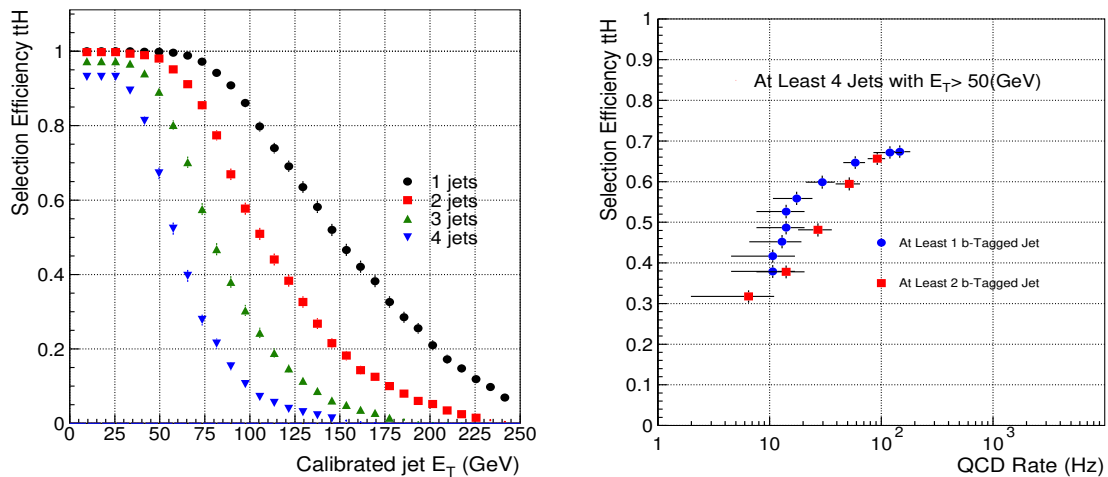 Selection Efficiency ttH
1
0.8
0.6
0.4
0.2
0
1 jets
2 jets
3 jets
4 jets
0 25 50 75 100 125 150 175 200 225 250
Calibrated jet E_T (GeV)
Selection Efficiency ttH
1
0.9
0.8
0.7
0.6
0.5
0.4
0.3
0.2
0.1
0
At Least 4 Jets with E_T> 50(GeV)
At Least 1 b-Tagged Jet
At Least 2 b-Tagged Jet
1 10 10² 10³
QCD Rate (Hz)